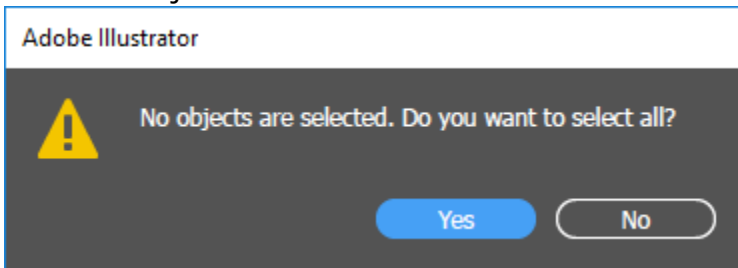 Adobe Illustrator
No objects are selected. Do you want to select all?
Yes
No